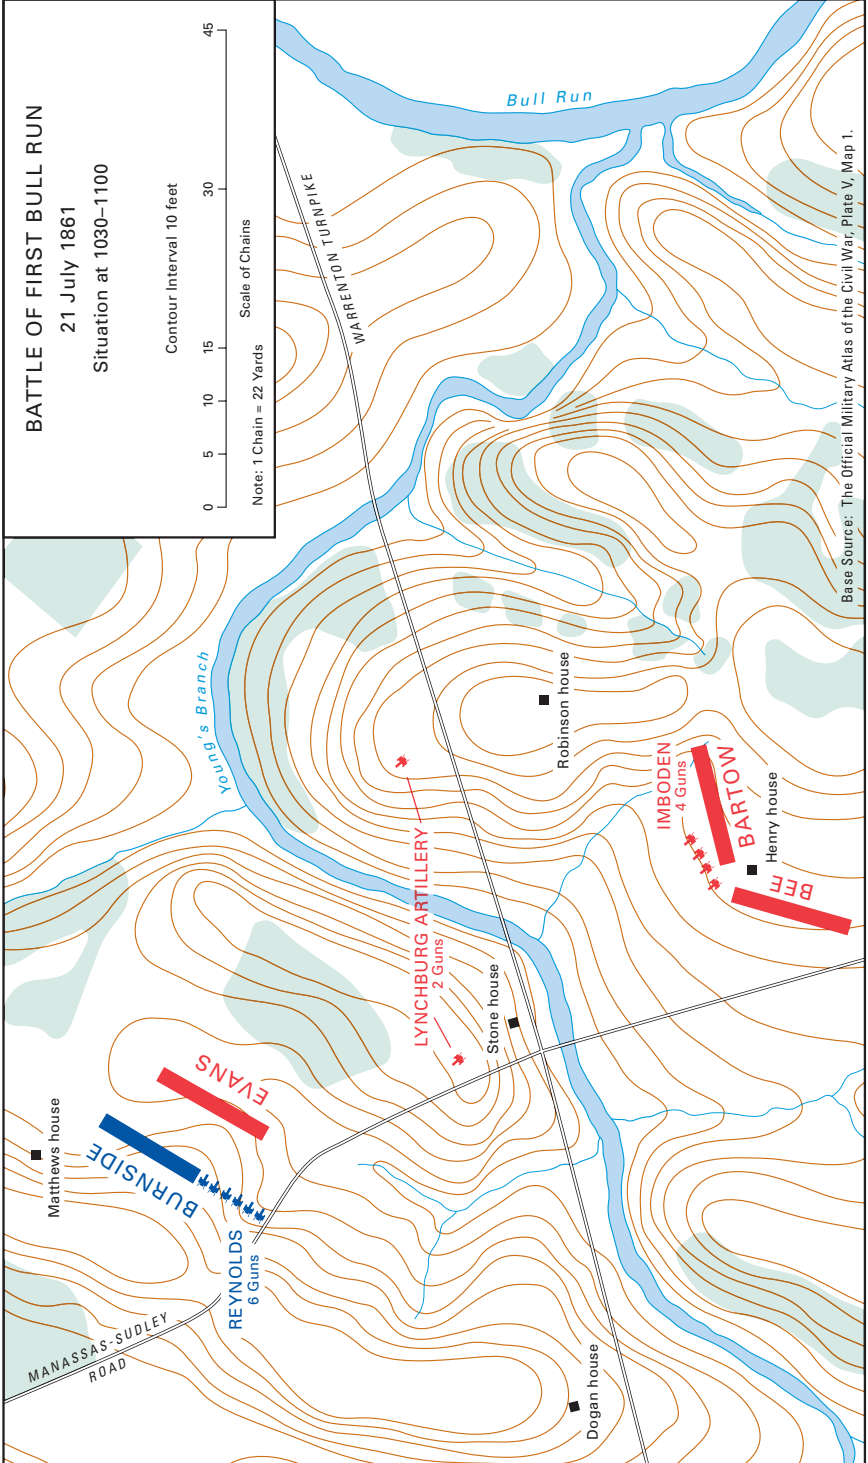 BATTLE OF FIRST BULL RUN
21 July 1861
Situation at 1030–1100
Contour Interval 10 feet
0 5 10 15 30 45
Scale of Chains
Note: 1 Chain = 22 Yards
Bull Run
WARRENTON TURNPIKE
Young's Branch
Matthews house
BURNSIDE
EVANS
REYNOLDS
6 Guns
MANASSAS-SUDLEY
ROAD
LYNCHBURG ARTILLERY
2 Guns
Stone house
Robinson house
Dogan house
IMBODEN
4 Guns
BARTOW
Henry house
BEE
Base Source: The Official Military Atlas of the Civil War, Plate V, Map 1.